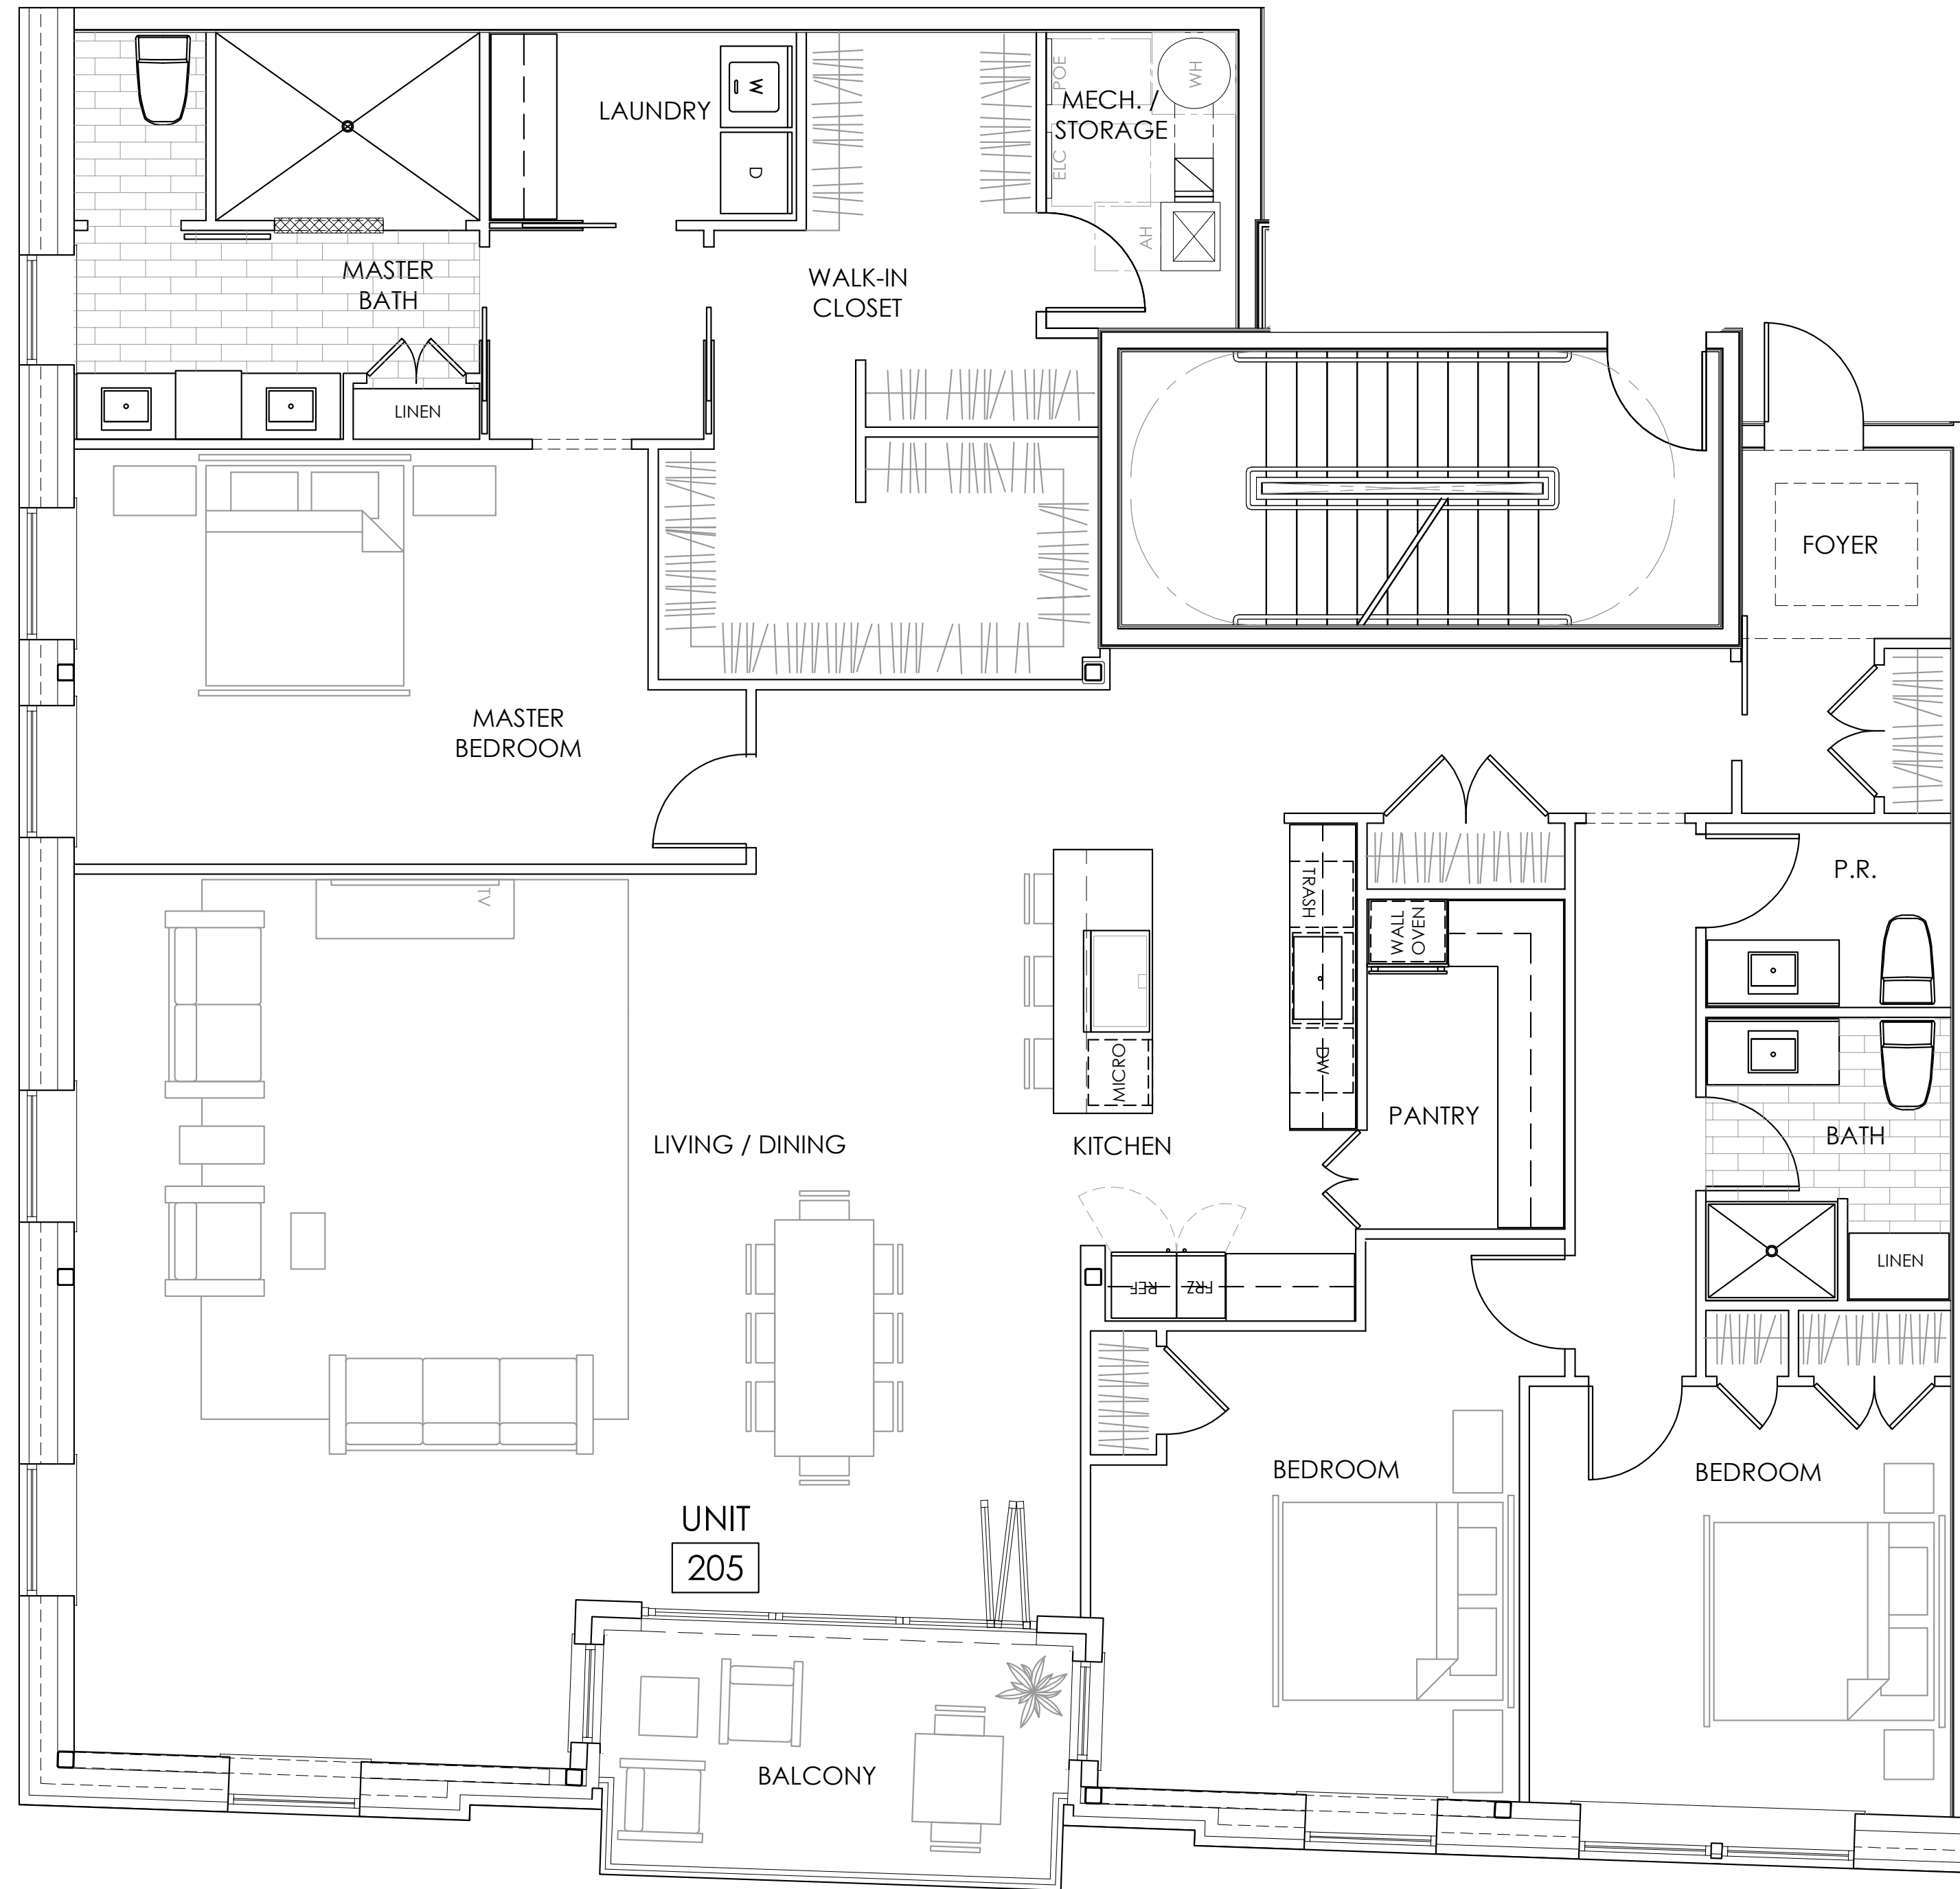 LAUNDRY
W
D
POE
MECH. /
STORAGE
WH
ELC
AH
MASTER
BATH
WALK-IN
CLOSET
LINEN
FOYER
MASTER
BEDROOM
TV
TRASH
WALL
OVEN
P.R.
MICRO
DW
PANTRY
BATH
LIVING / DINING
KITCHEN
LINEN
REF
FRZ
BEDROOM
BEDROOM
UNIT
205
BALCONY